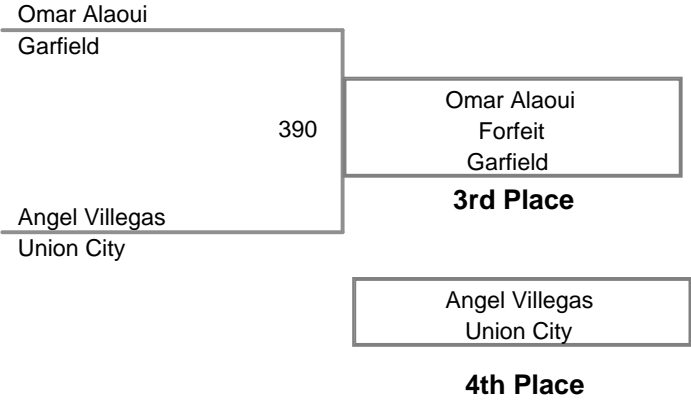 Omar Alaoui
Garfield
390
Omar Alaoui
Forfeit
Garfield
3rd Place
Angel Villegas
Union City
Angel Villegas
Union City
4th Place